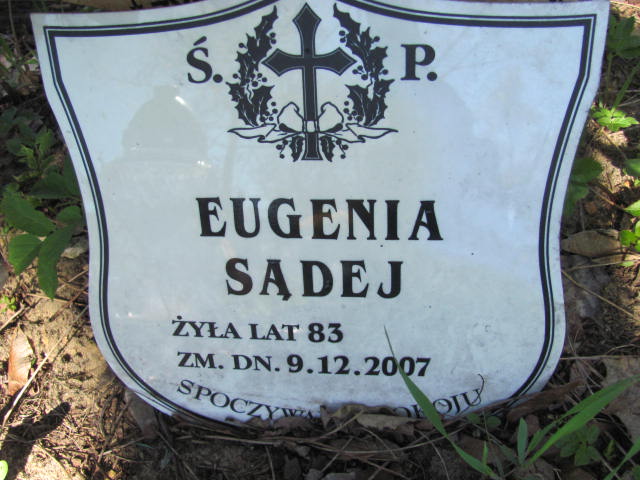 Ś. P.
EUGENIA
SĄDEJ
ŻYŁA LAT 83
ZM. DN. 9.12.2007